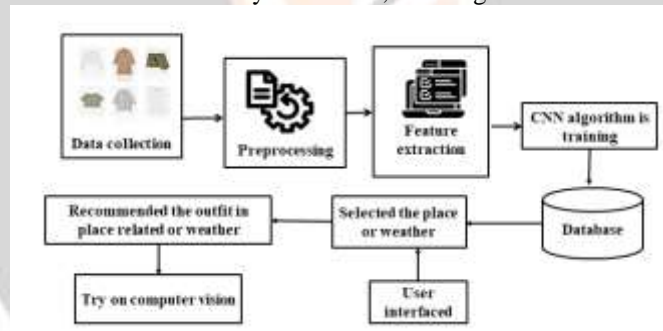 Data collection
Preprocessing
Feature
extraction
CNN algorithm is
training
Database
Selected the place
or weather
User
interfaced
Recommended the outfit in
place related or weather
Try on computer vision